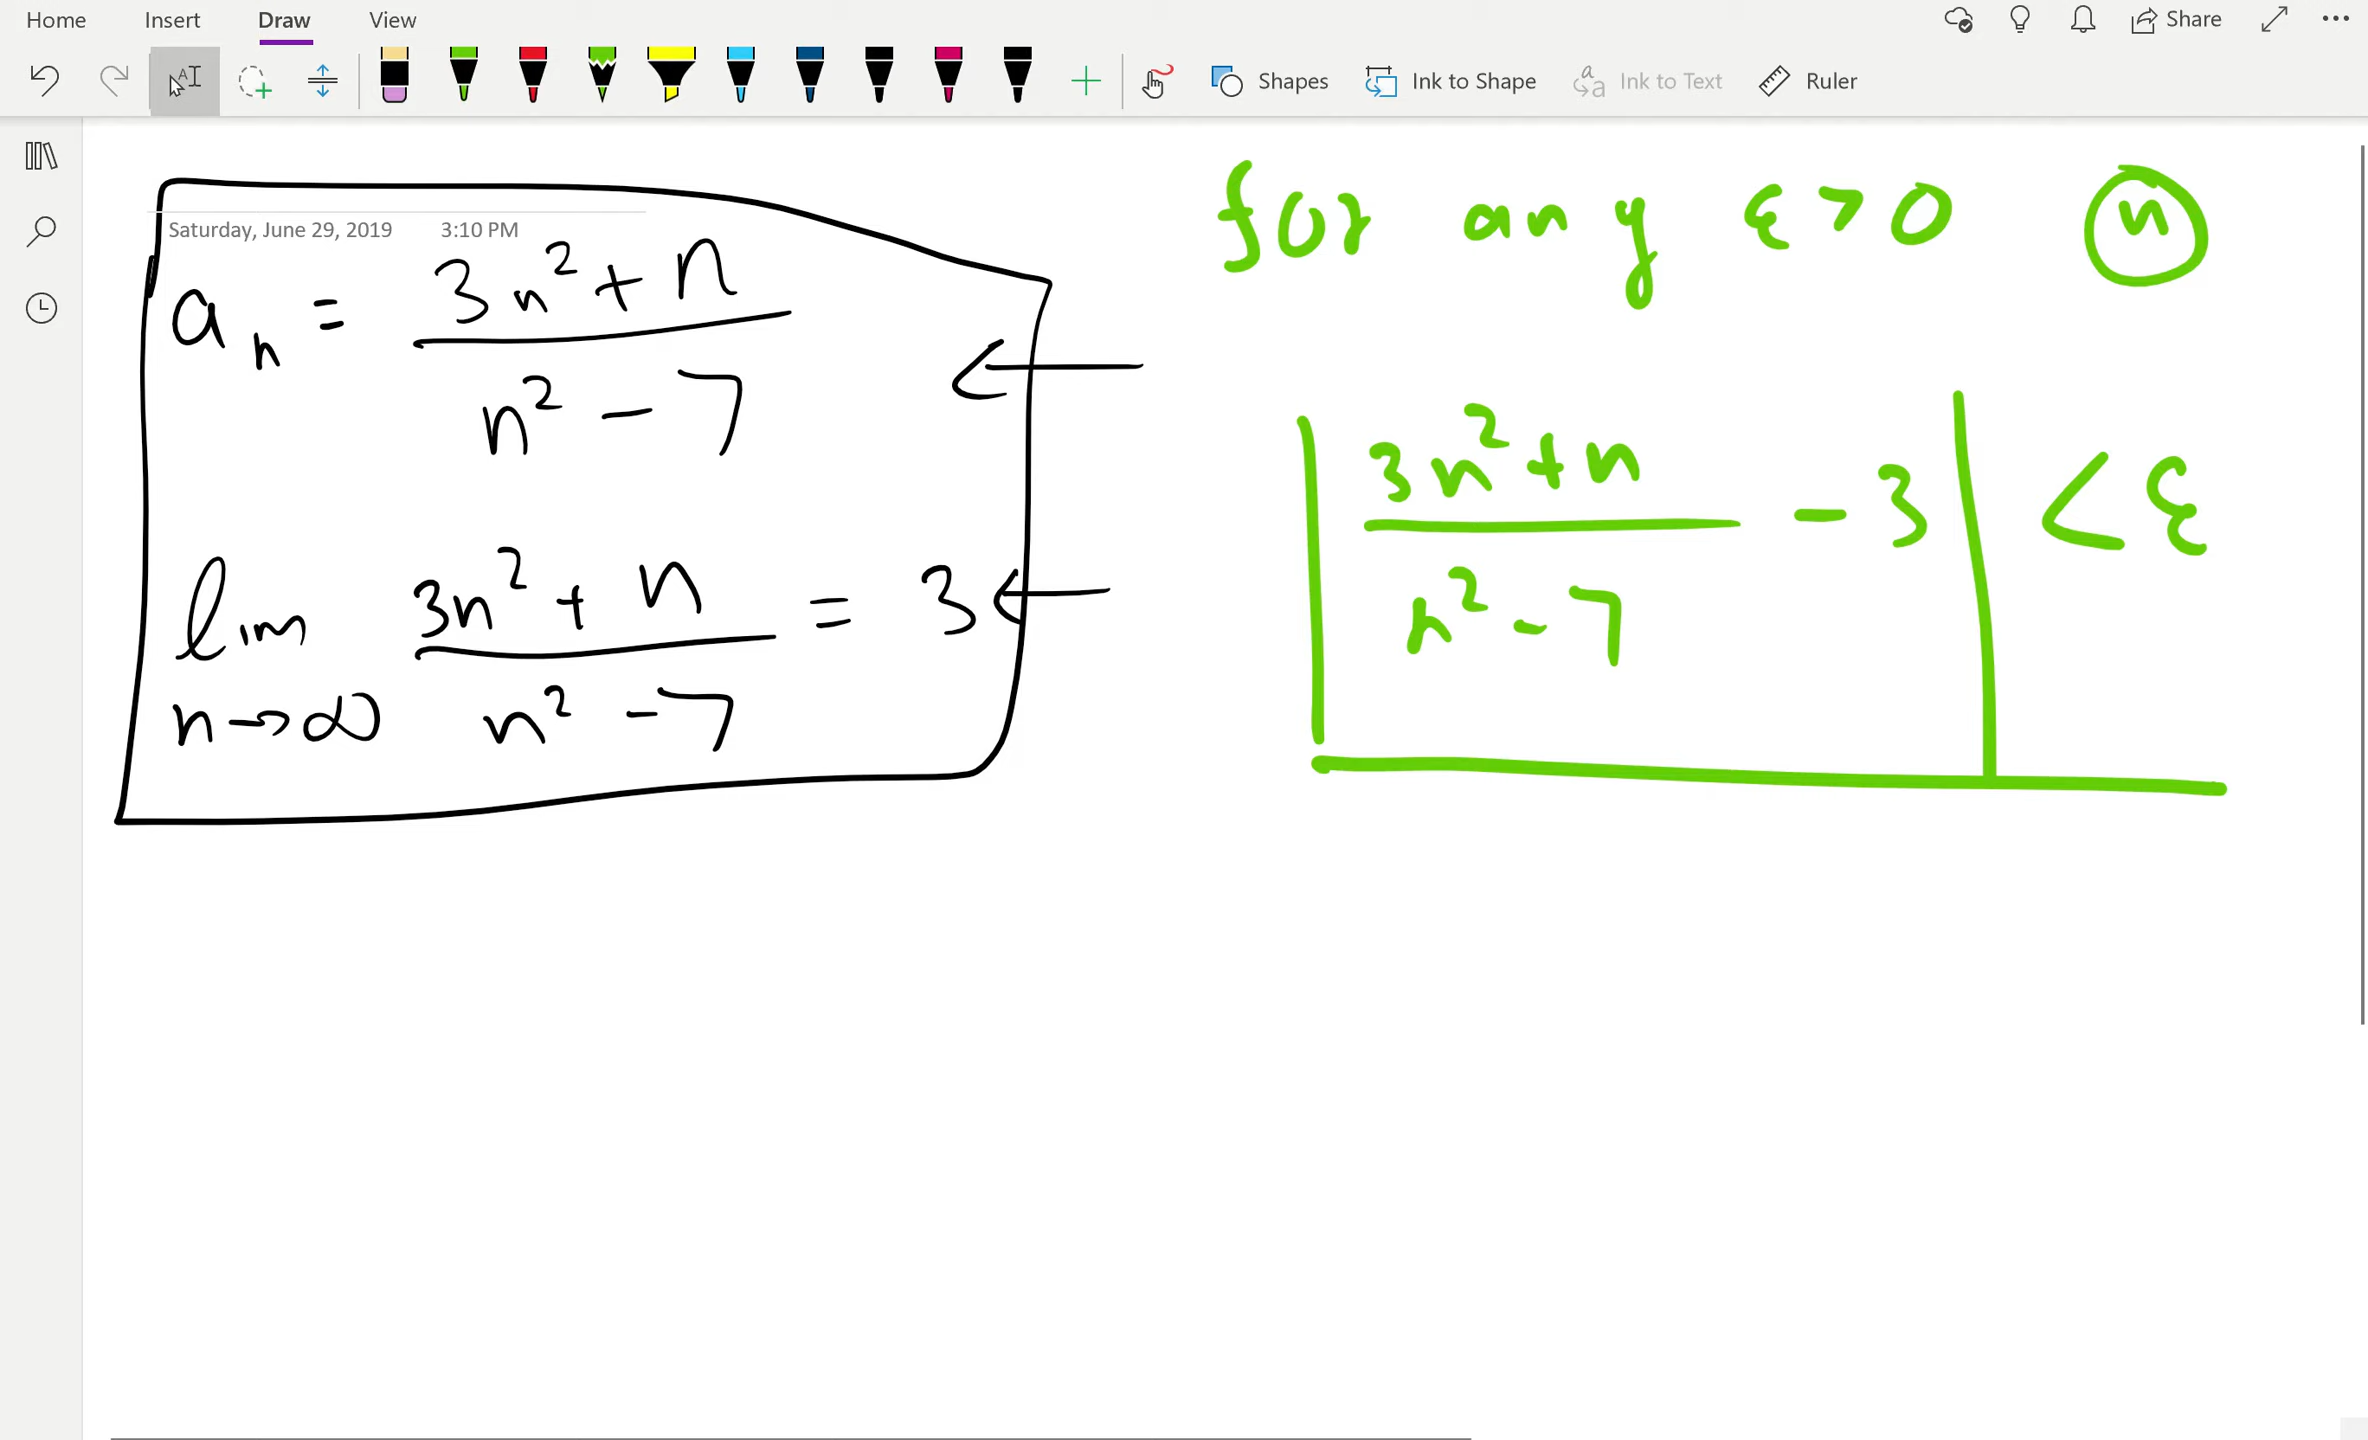 Home Insert Draw View Share
Shapes Ink to Shape Ink to Text Ruler
Saturday, June 29, 2019 3:10 PM
aₙ = (3n² + n)/(n² - 7)
lim n→∞ (3n² + n)/(n² - 7) = 3
for any ε > 0 n
|(3n² + n)/(n² - 7) - 3| < ε